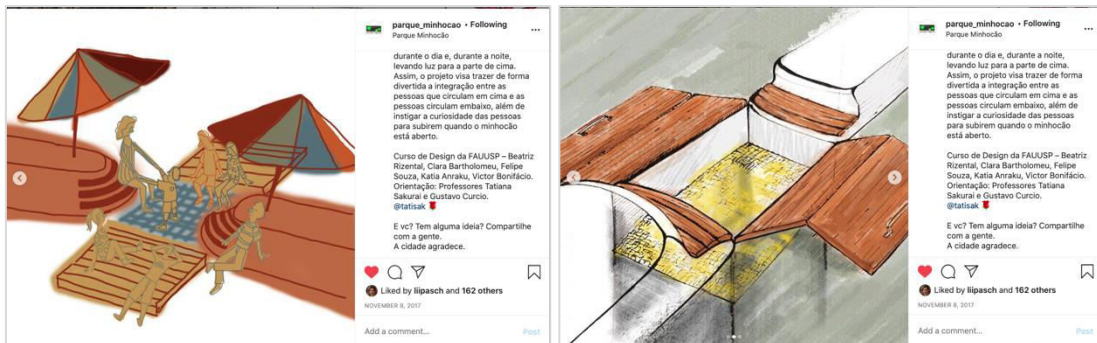 parque_minhocao • Following
Parque Minhocão
durante o dia e, durante a noite,
levando luz para a parte de cima.
Assim, o projeto visa trazer de forma
divertida a integração entre as
pessoas que circulam em cima e as
pessoas circulam embaixo, além de
instigar a curiosidade das pessoas
para subirem quando o minhocão
está aberto.
Curso de Design da FAUUSP – Beatriz
Rizental, Clara Bartholomeu, Felipe
Souza, Katia Anraku, Victor Bonifácio.
Orientação: Professores Tatiana
Sakurai e Gustavo Curcio.
@tatisak
E vc? Tem alguma ideia? Compartilhe
com a gente.
A cidade agradece.
Liked by liipasch and 162 others
NOVEMBER 8, 2017
Add a comment... Post
parque_minhocao • Following
Parque Minhocão
durante o dia e, durante a noite,
levando luz para a parte de cima.
Assim, o projeto visa trazer de forma
divertida a integração entre as
pessoas que circulam em cima e as
pessoas circulam embaixo, além de
instigar a curiosidade das pessoas
para subirem quando o minhocão
está aberto.
Curso de Design da FAUUSP – Beatriz
Rizental, Clara Bartholomeu, Felipe
Souza, Katia Anraku, Victor Bonifácio.
Orientação: Professores Tatiana
Sakurai e Gustavo Curcio.
@tatisak
E vc? Tem alguma ideia? Compartilhe
com a gente.
A cidade agradece.
Liked by liipasch and 162 others
NOVEMBER 8, 2017
Add a comment... Post